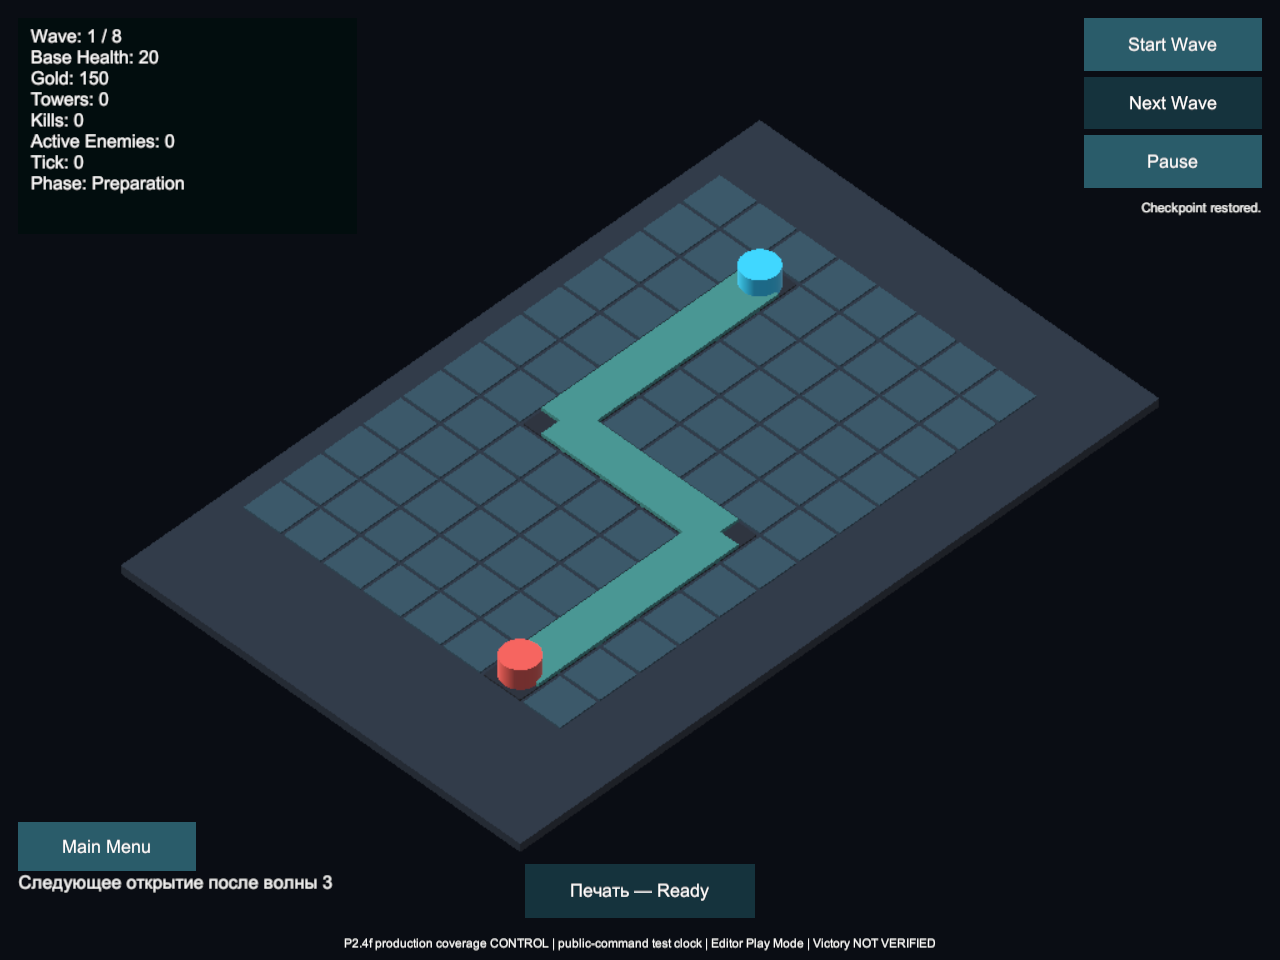 Wave: 1 / 8
Base Health: 20
Gold: 150
Towers: 0
Kills: 0
Active Enemies: 0
Tick: 0
Phase: Preparation
Start Wave
Next Wave
Pause
Checkpoint restored.
Main Menu
Следующее открытие после волны 3
Печать — Ready
P2.4f production coverage CONTROL | public-command test clock | Editor Play Mode | Victory NOT VERIFIED